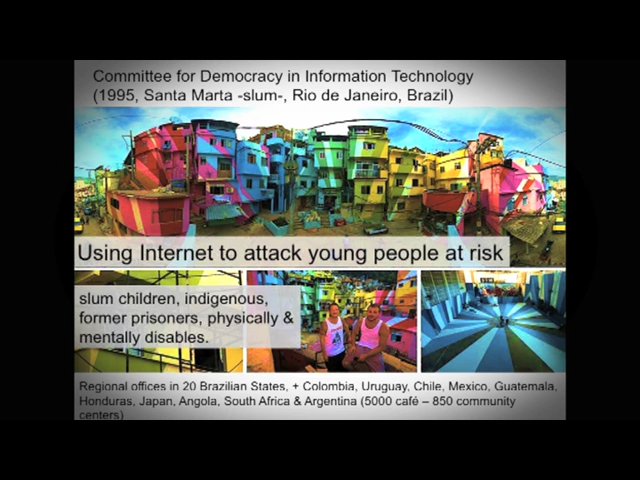 Committee for Democracy in Information Technology
(1995, Santa Marta -slum-, Rio de Janeiro, Brazil)
Using Internet to attack young people at risk
slum children, indigenous,
former prisoners, physically &
mentally disables.
Regional offices in 20 Brazilian States, + Colombia, Uruguay, Chile, Mexico, Guatemala,
Honduras, Japan, Angola, South Africa & Argentina (5000 café – 850 community
centers)